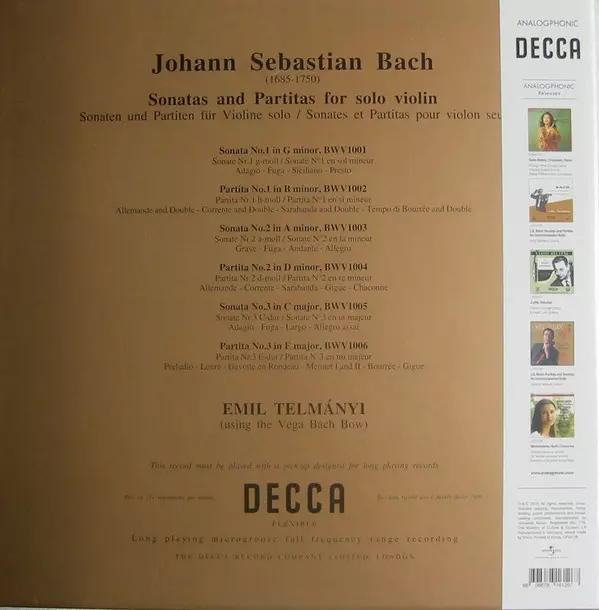 Johann Sebastian Bach
(1685-1750)
Sonatas and Partitas for solo violin
Sonaten und Partiten für Violine solo / Sonates et Partitas pour violon seu
Sonata No.1 in G minor, BWV1001
Sonate Nr.1 g-moll / Sonate N°1 en sol mineur
Adagio - Fuga - Siciliano - Presto
Partita No.1 in B minor, BWV1002
Partita Nr.1 h-moll / Partita N°1 en si mineur
Allemande and Double - Corrente and Double - Sarabanda and Double - Tempo di Bourrée and Double
Sonata No.2 in A minor, BWV1003
Sonate Nr.2 a-moll / Sonate N°2 en la mineur
Grave - Fuga - Andante - Allegro
Partita No.2 in D minor, BWV1004
Partita Nr.2 d-moll / Partita N°2 en re mineur
Allemande - Corrente - Sarabanda - Gigue - Chaconne
Sonata No.3 in C major, BWV1005
Sonate Nr.3 C-dur / Sonate N°3 en ut majeur
Adagio - Fuga - Largo - Allegro assai
Partita No.3 in E major, BWV1006
Partita Nr.3 E-dur / Partita N°3 en mi majeur
Preludio - Loure - Gavotte en Rondeau - Menuet I and II - Bourrée - Gigue
EMIL TELMÁNYI
(using the Vega Bach Bow)
This record must be played with a pick-up designed for long playing records
DECCA
FLEXIBLE
Long playing microgroove full frequency range recording
THE DECCA RECORD COMPANY LIMITED, LONDON
ANALOGPHONIC
DECCA
ANALOGPHONIC
Releases
www.analogphonic.com